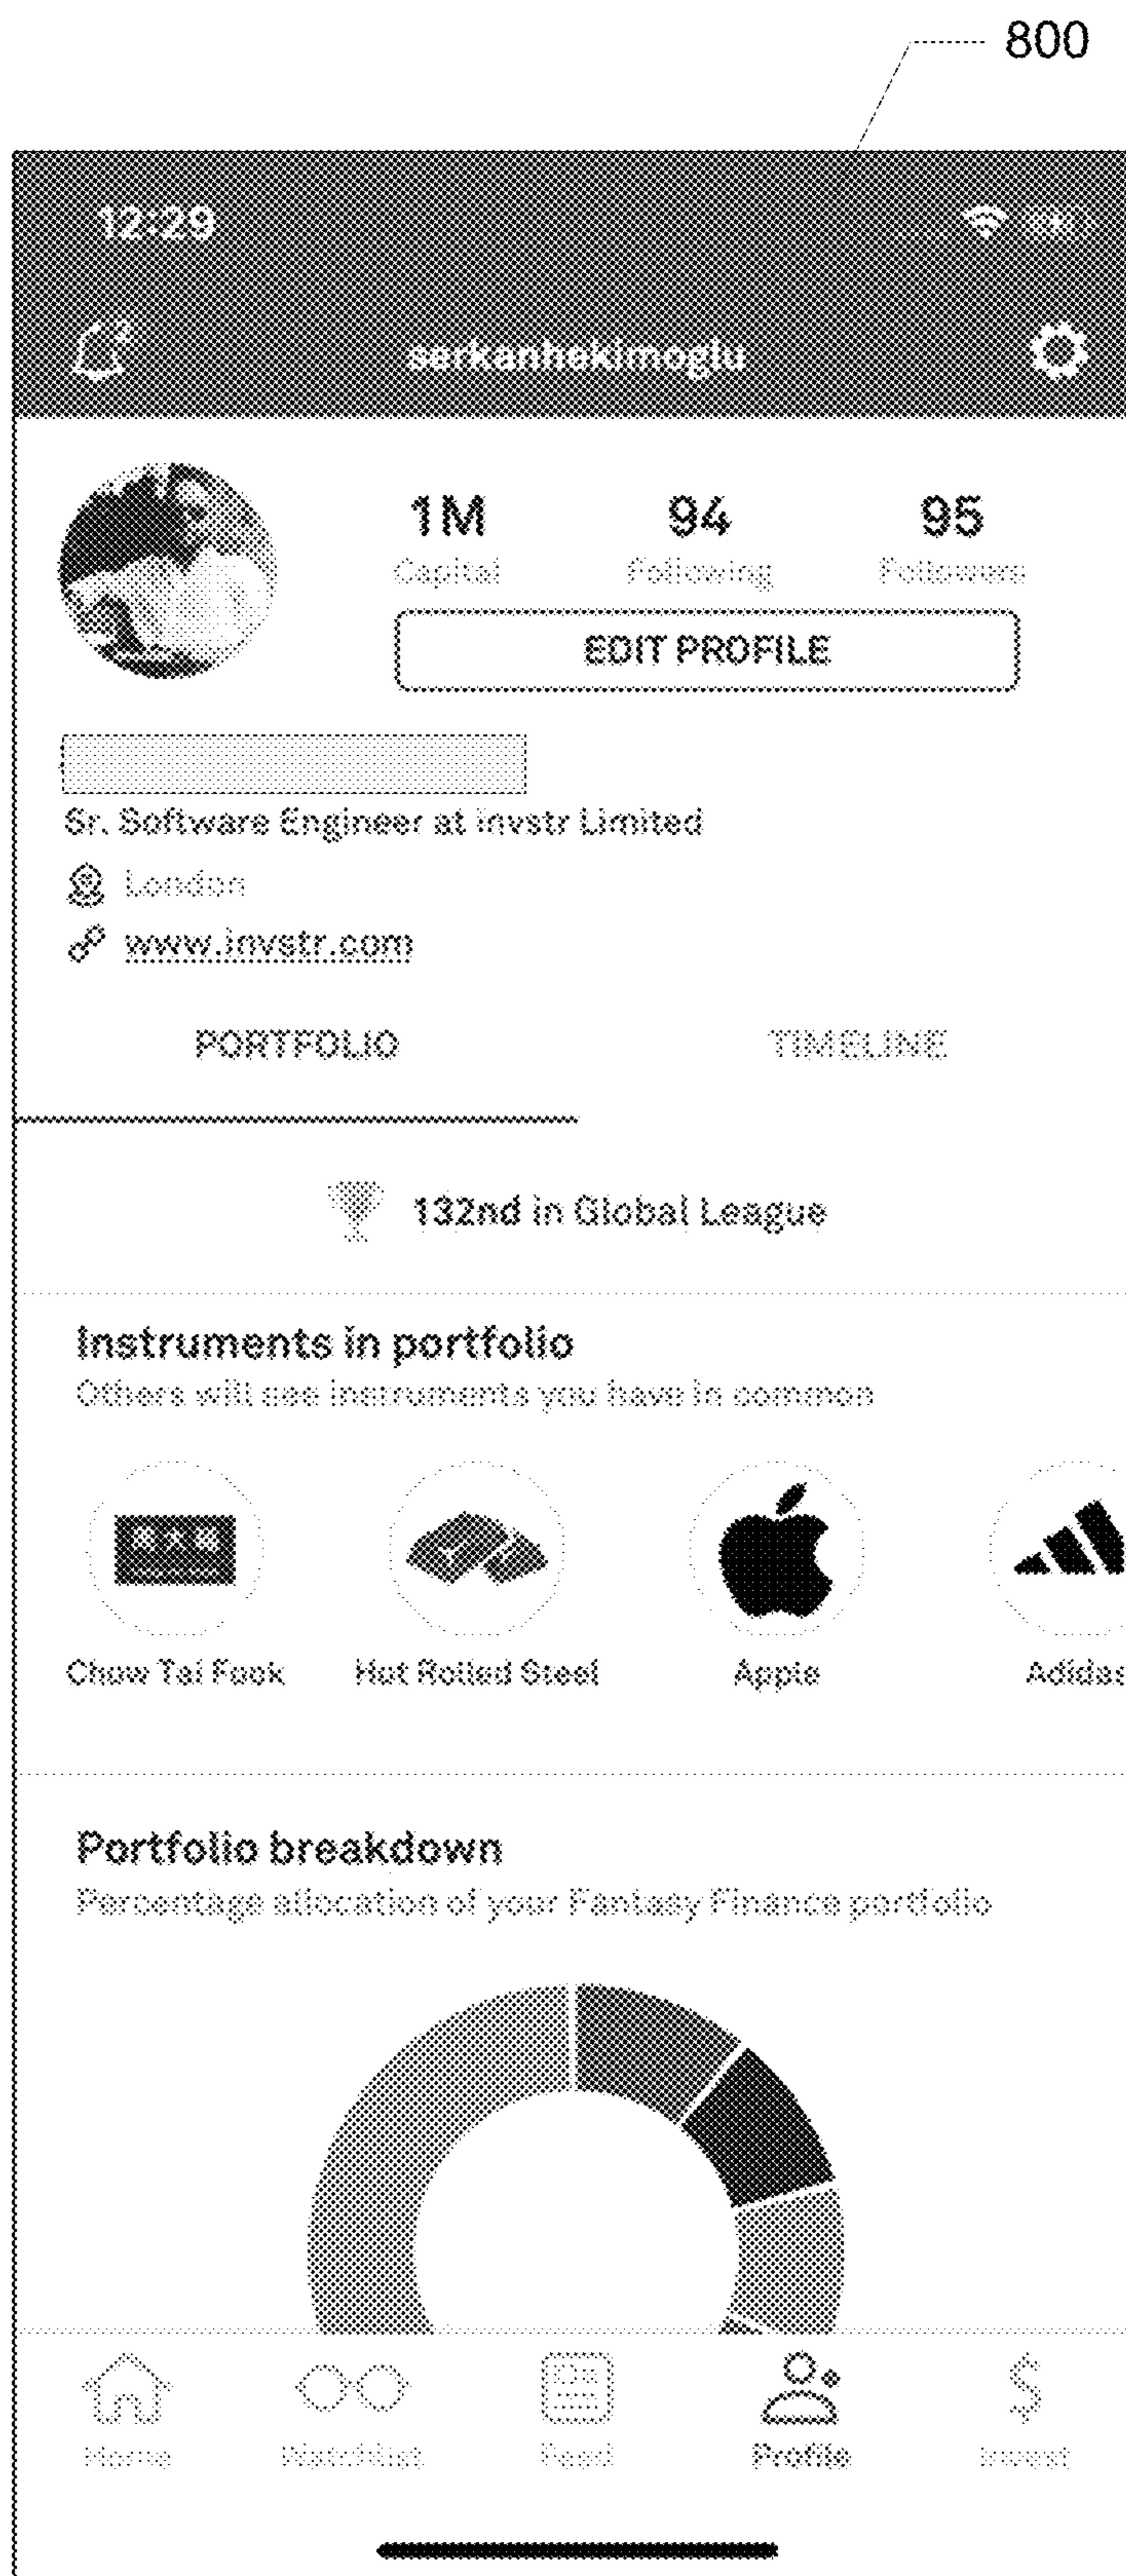 800
12:29
2
serkanhekimoglu
1M 94 95
Capital Following Followers
EDIT PROFILE
Sr. Software Engineer at invstr Limited
London
www.invstr.com
PORTFOLIO TIMELINE
132nd in Global League
Instruments in portfolio
Others will see instruments you have in common
Chow Tai Fook Hot Rolled Steel Apple Adidas
Portfolio breakdown
Percentage allocation of your Fantasy Finance portfolio
Home Watchlist Feed Profile Invest